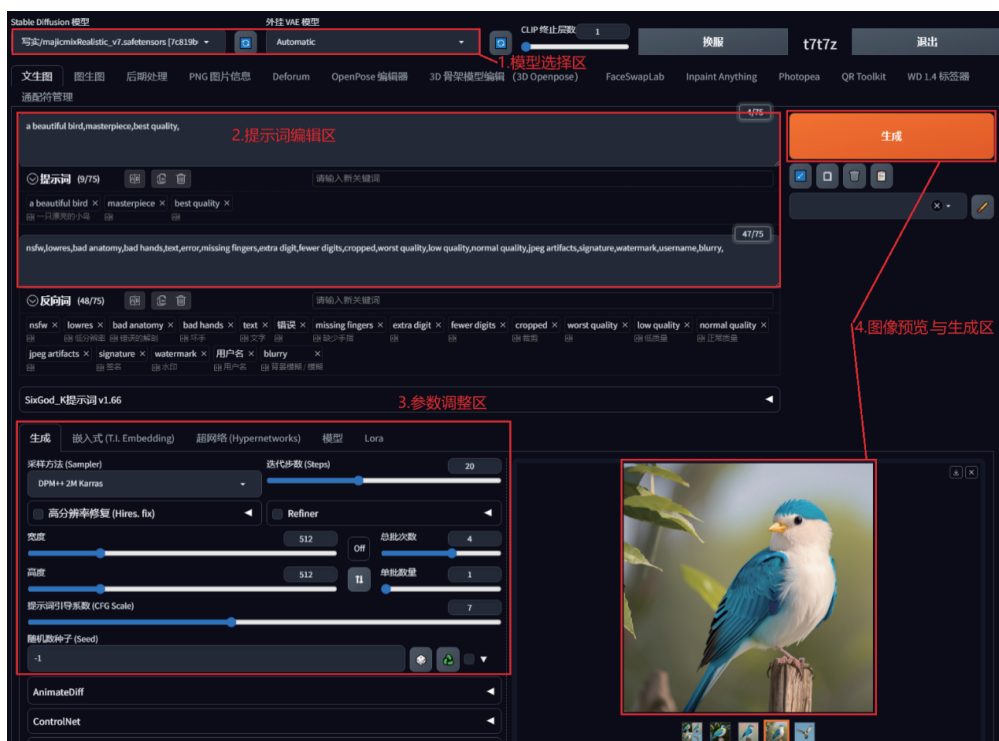 Stable Diffusion 模型
外挂 VAE 模型
CLIP 终止层数
1
写实/majicmixRealistic_v7.safetensors [7c819b
Automatic
换服
t7t7z
退出
1.模型选择区
文生图
图生图
后期处理
PNG 图片信息
Deforum
OpenPose 编辑器
3D 骨架模型编辑 (3D Openpose)
FaceSwapLab
Inpaint Anything
Photopea
QR Toolkit
WD 1.4 标签器
通配符管理
4/75
a beautiful bird,masterpiece,best quality,
2.提示词编辑区
生成
提示词 (9/75)
请输入新关键词
a beautiful bird ×
masterpiece ×
best quality ×
一只漂亮的小鸟
47/75
nsfw,lowres,bad anatomy,bad hands,text,error,missing fingers,extra digit,fewer digits,cropped,worst quality,low quality,normal quality,jpeg artifacts,signature,watermark,username,blurry,
反向词 (48/75)
请输入新关键词
nsfw × lowres × bad anatomy × bad hands × text × 错误 × missing fingers × extra digit × fewer digits × cropped × worst quality × low quality × normal quality ×
低分辨率 错误的解剖 坏手 文字 缺少手指 裁剪 低质量 正常质量
4.图像预览与生成区
jpeg artifacts × signature × watermark × 用户名 × blurry ×
签名 水印 用户名 背景模糊 / 模糊
SixGod_K提示词 v1.66
3.参数调整区
生成
嵌入式 (T.I. Embedding)
超网络 (Hypernetworks)
模型
Lora
采样方法 (Sampler)
迭代步数 (Steps)
20
DPM++ 2M Karras
高分辨率修复 (Hires. fix)
Refiner
宽度
512
Off
总批次数
4
高度
512
单批数量
1
提示词引导系数 (CFG Scale)
7
随机数种子 (Seed)
-1
AnimateDiff
ControlNet